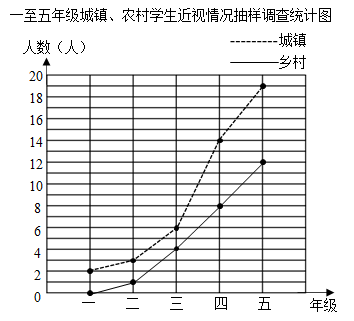 一至五年级城镇、农村学生近视情况抽样调查统计图
人数（人）
城镇
乡村
20
18
16
14
12
10
8
6
4
2
0
一 二 三 四 五 年级